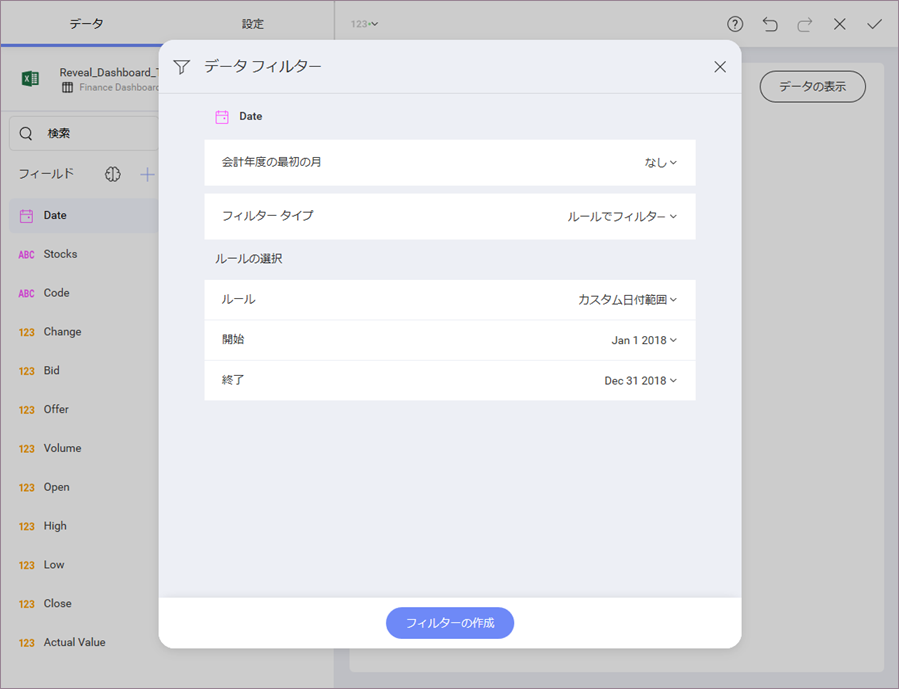 データ
設定
123
Reveal_Dashboard_T
Finance Dashboard
検索
フィールド
Date
ABC Stocks
ABC Code
123 Change
123 Bid
123 Offer
123 Volume
123 Open
123 High
123 Low
123 Close
123 Actual Value
データ フィルター
Date
会計年度の最初の月 なし
フィルター タイプ ルールでフィルター
ルールの選択
ルール カスタム日付範囲
開始 Jan 1 2018
終了 Dec 31 2018
フィルターの作成
データの表示